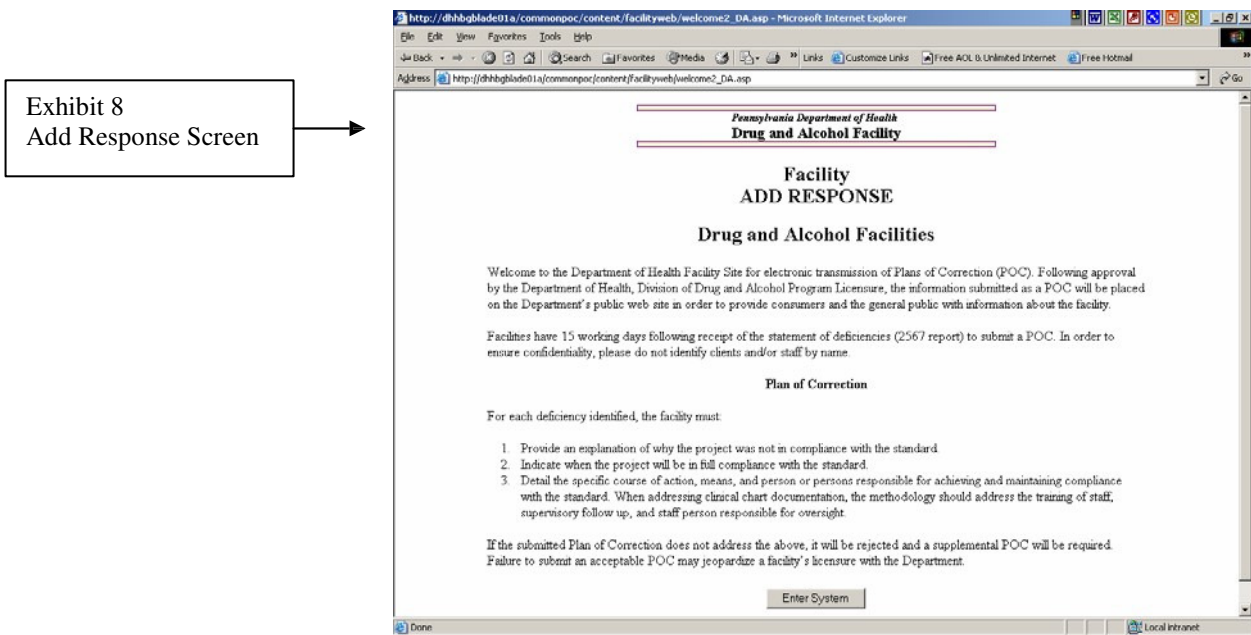 Exhibit 8
Add Response Screen
http://dhhbgblade01a/commonpoc/content/facilityweb/welcome2_DA.asp - Microsoft Internet Explorer
File Edit View Favorites Tools Help
Back Search Favorites Media Links Customize Links Free AOL & Unlimited Internet Free Hotmail
Address http://dhhbgblade01a/commonpoc/content/facilityweb/welcome2_DA.asp Go
Pennsylvania Department of Health
Drug and Alcohol Facility
Facility
ADD RESPONSE
Drug and Alcohol Facilities
Welcome to the Department of Health Facility Site for electronic transmission of Plans of Correction (POC). Following approval
by the Department of Health, Division of Drug and Alcohol Program Licensure, the information submitted as a POC will be placed
on the Department's public web site in order to provide consumers and the general public with information about the facility.
Facilities have 15 working days following receipt of the statement of deficiencies (2567 report) to submit a POC. In order to
ensure confidentiality, please do not identify clients and/or staff by name.
Plan of Correction
For each deficiency identified, the facility must:
1. Provide an explanation of why the project was not in compliance with the standard.
2. Indicate when the project will be in full compliance with the standard.
3. Detail the specific course of action, means, and person or persons responsible for achieving and maintaining compliance
with the standard. When addressing clinical chart documentation, the methodology should address the training of staff,
supervisory follow up, and staff person responsible for oversight.
If the submitted Plan of Correction does not address the above, it will be rejected and a supplemental POC will be required.
Failure to submit an acceptable POC may jeopardize a facility's licensure with the Department.
Enter System
Done Local intranet